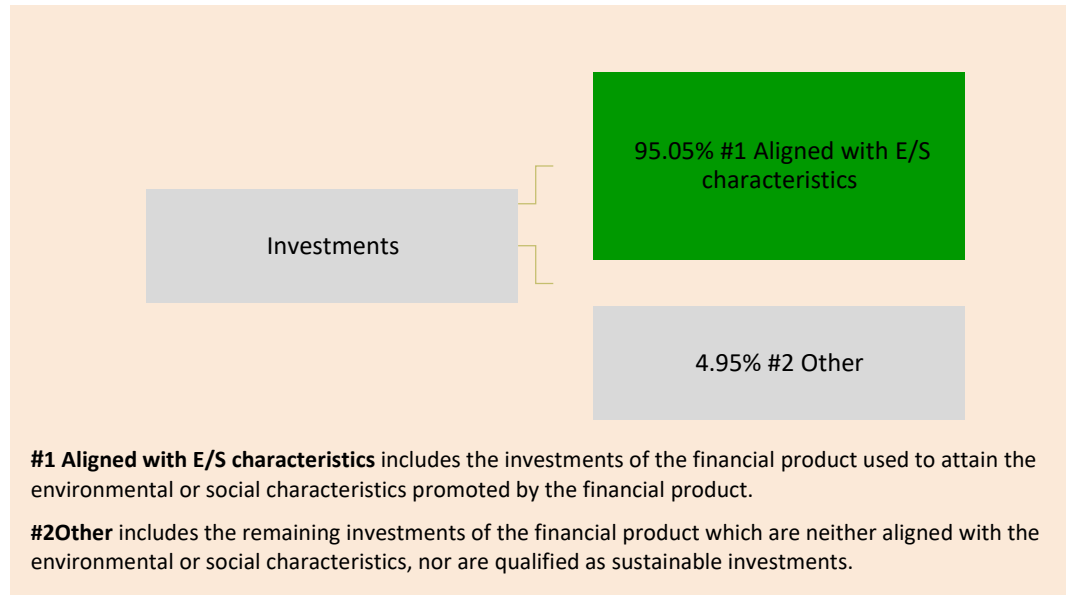 95.05% #1 Aligned with E/S
characteristics
Investments
4.95% #2 Other
#1 Aligned with E/S characteristics includes the investments of the financial product used to attain the
environmental or social characteristics promoted by the financial product.
#2Other includes the remaining investments of the financial product which are neither aligned with the
environmental or social characteristics, nor are qualified as sustainable investments.